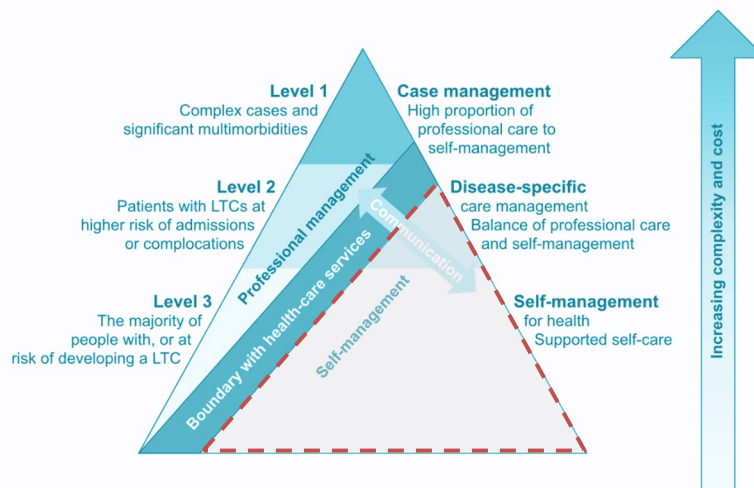 Level 1
Complex cases and
significant multimorbidities
Case management
High proportion of
professional care to
self-management
Level 2
Patients with LTCs at
higher risk of admissions
or complocations
Disease-specific
care management
Balance of professional care
and self-management
Level 3
The majority of
people with, or at
risk of developing a LTC
Self-management
for health
Supported self-care
Professional management
Communication
Boundary with health-care services
Self-management
Increasing complexity and cost